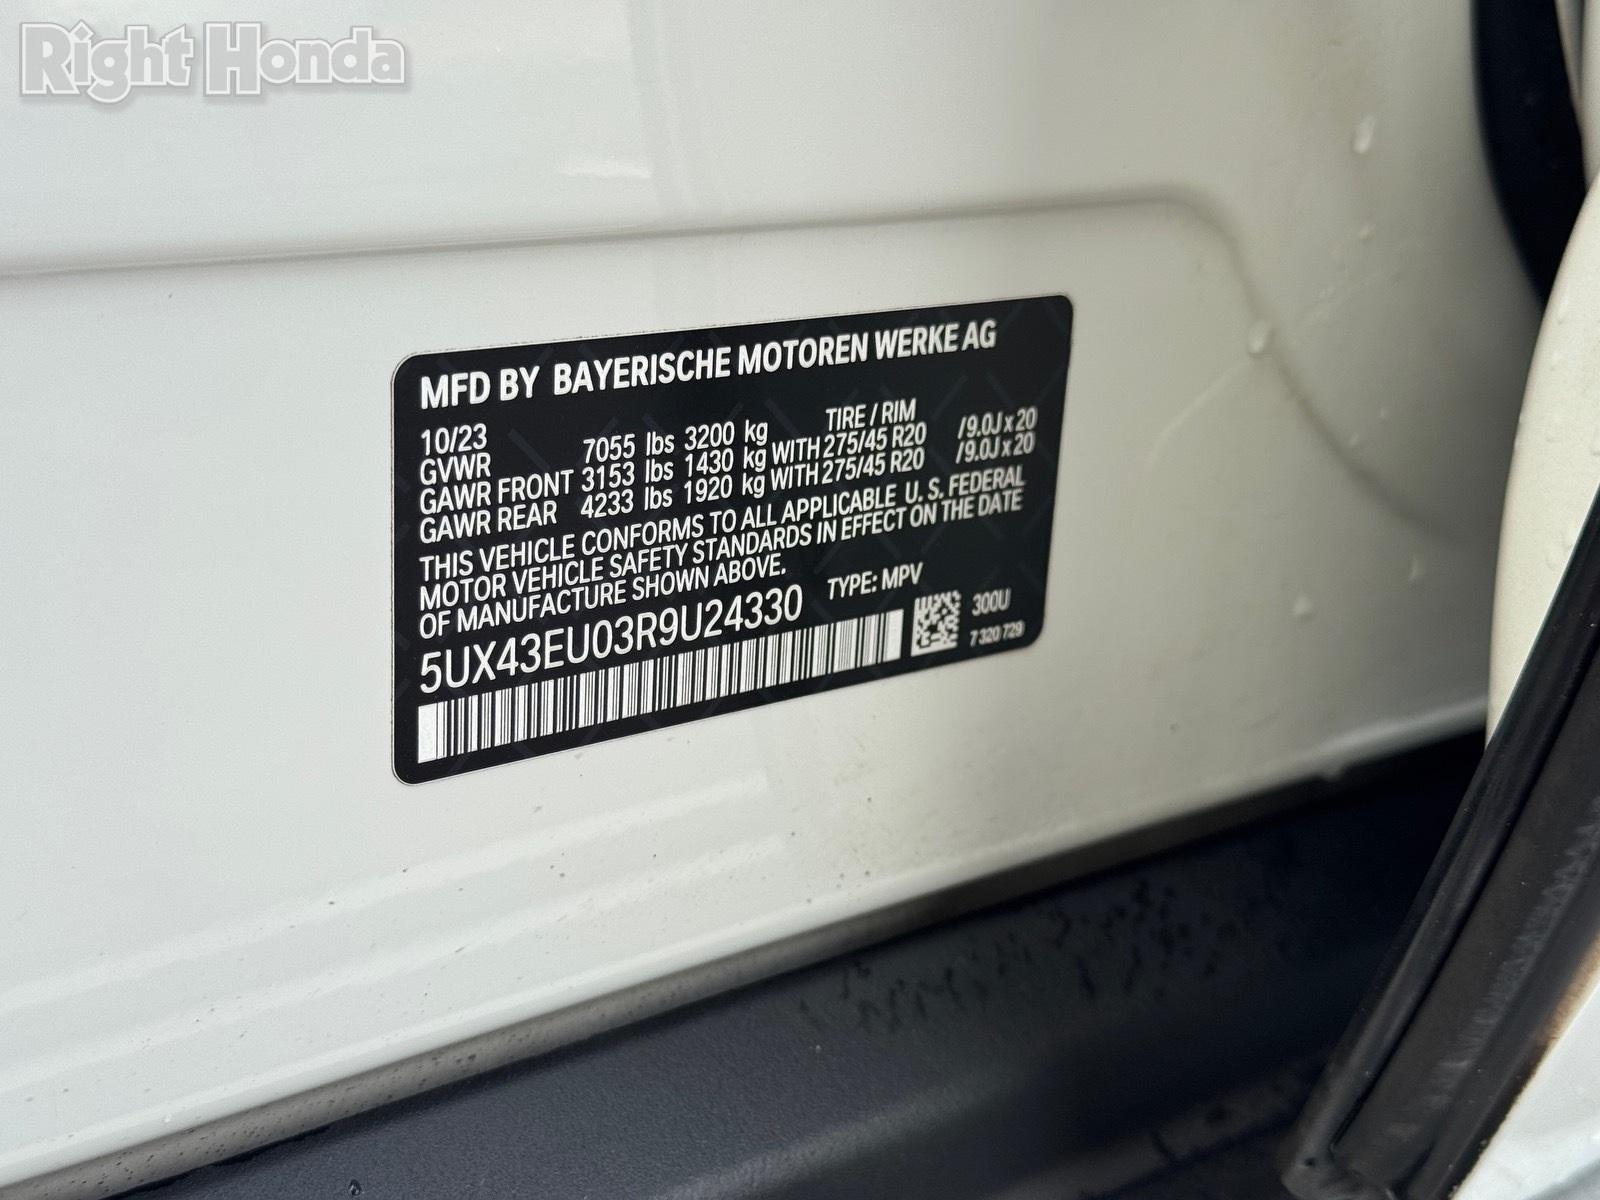 Right Honda
MFD BY BAYERISCHE MOTOREN WERKE AG
10/23 TIRE / RIM
GVWR 7055 lbs 3200 kg
GAWR FRONT 3153 lbs 1430 kg WITH 275/45 R20 /9.0J x 20
GAWR REAR 4233 lbs 1920 kg WITH 275/45 R20 /9.0J x 20
THIS VEHICLE CONFORMS TO ALL APPLICABLE U. S. FEDERAL
MOTOR VEHICLE SAFETY STANDARDS IN EFFECT ON THE DATE
OF MANUFACTURE SHOWN ABOVE.
5UX43EU03R9U24330 TYPE: MPV
300U
7 320 729